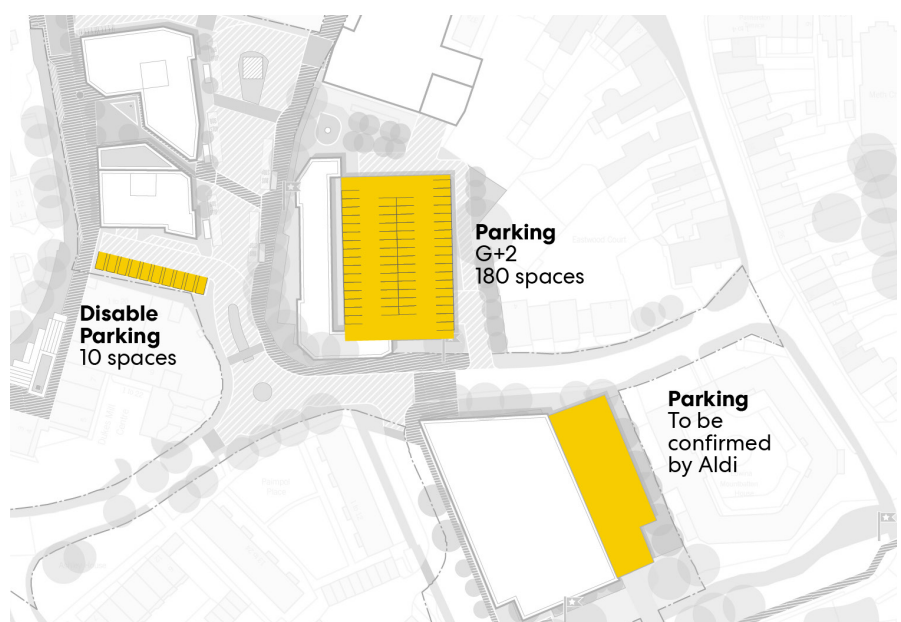 Parking
G+2
180 spaces
Disable
Parking
10 spaces
Parking
To be
confirmed
by Aldi